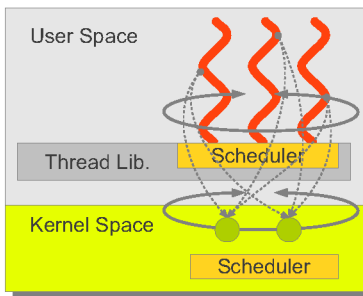 User Space
Thread Lib.
Scheduler
Kernel Space
Scheduler